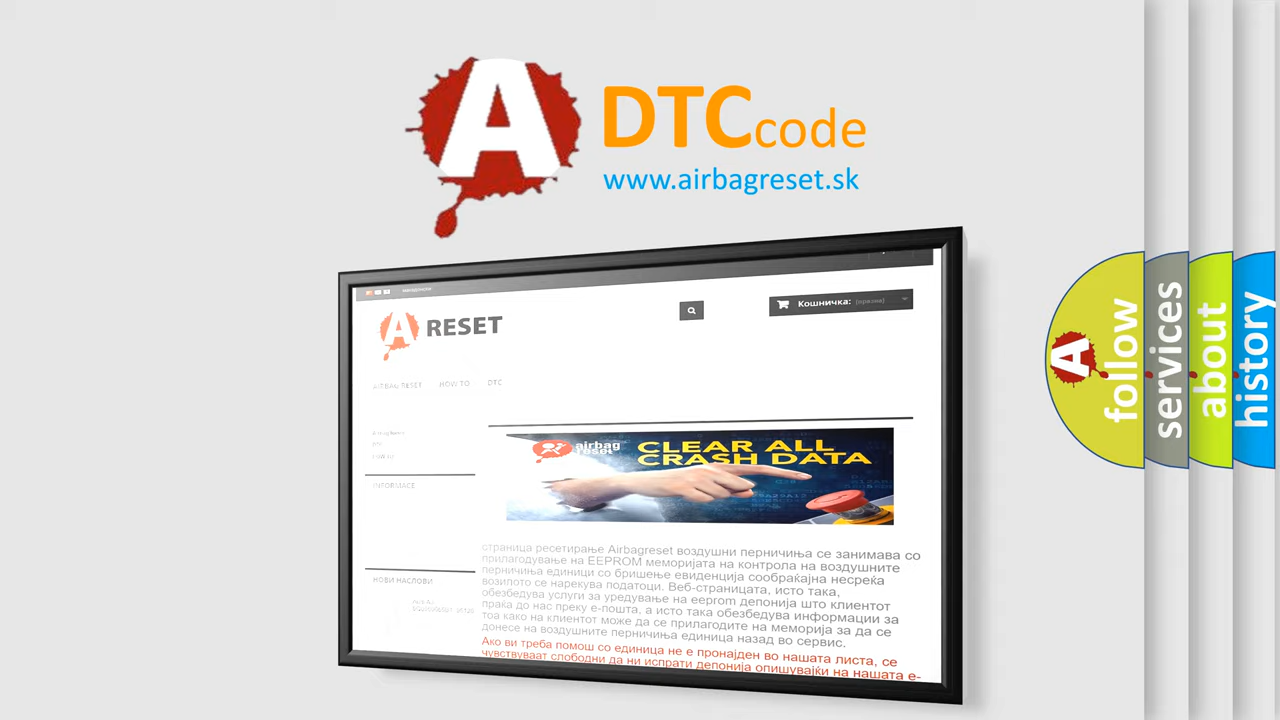 A DTC code
www.airbagreset.sk
Кошничка: (празна)
A RESET
AIRBAG RESET HOW TO DTC
airbag reset
CLEAR ALL
CRASH DATA
INFORMACE
страница ресетирање Airbagreset воздушни перничиња се занимава со
прилагодување на EEPROM меморијата на контрола на воздушните
перничиња единици со бришење евиденција сообраќајна несреќа
возилото се нарекува податоци. Веб-страницата, исто така,
обезбедува услуги за уредување на eeprom депонија што клиентот
праќа до нас преку е-пошта, а исто така обезбедува информации за
тоа како на клиентот може да се прилагодите на меморија за да се
донесе на воздушните перничиња единица назад во сервис.
НОВИ НАСЛОВИ
Ако ви треба помош со единица не е пронајден во нашата листа, се
чувствуваат слободни да ни испрати депонија опишувајќи на нашата е-
A follow
services
about
history